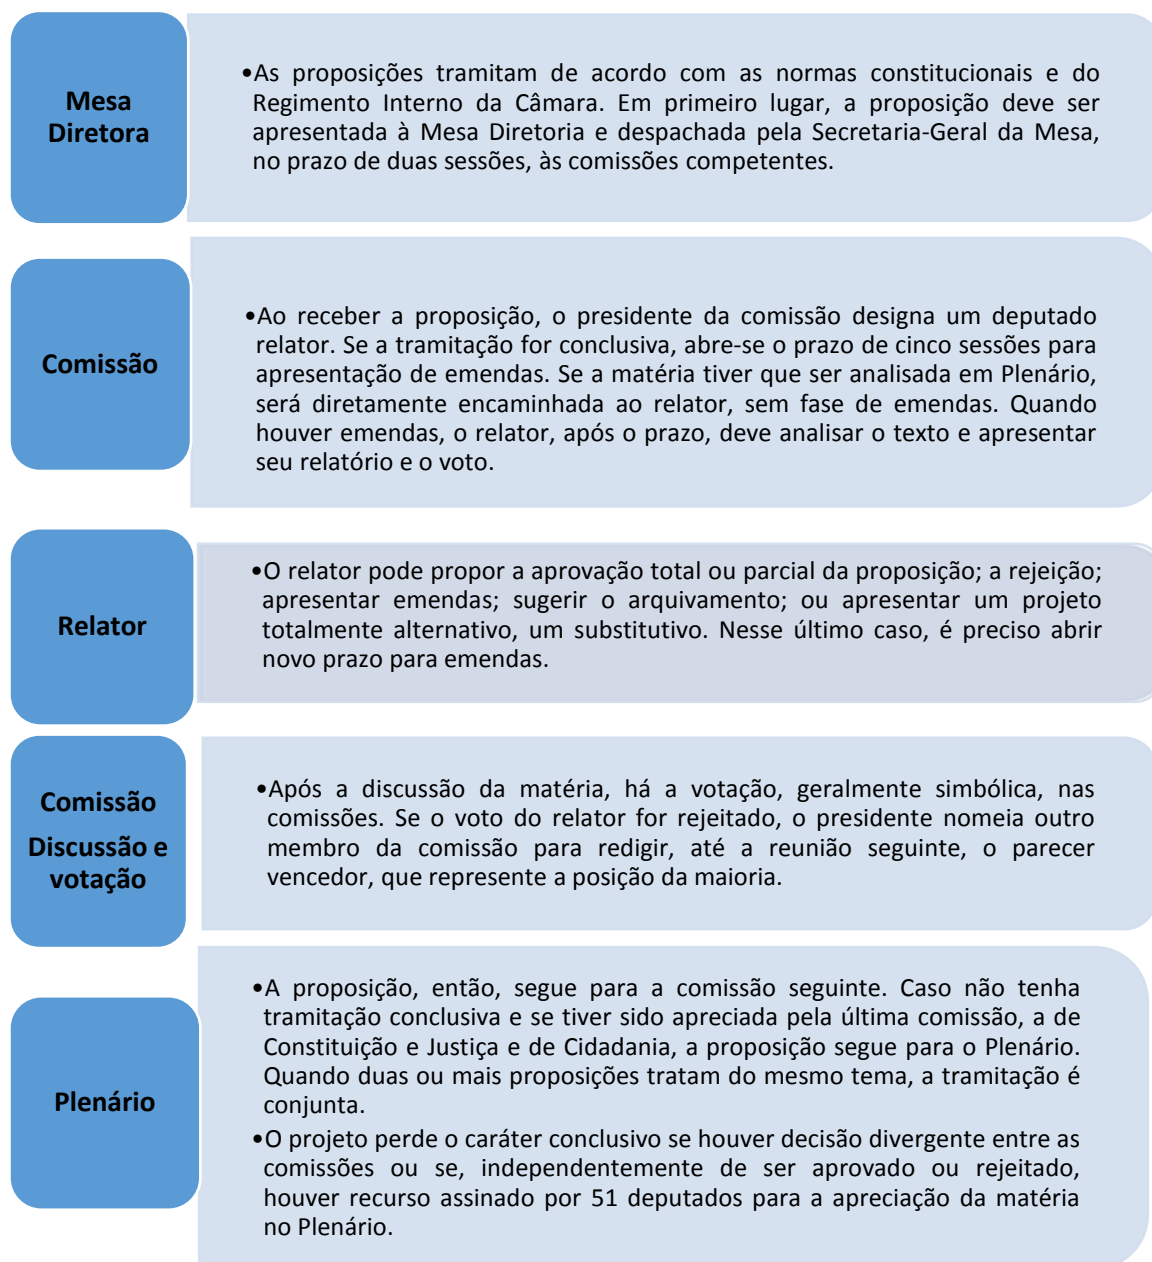 Mesa
Diretora
•As proposições tramitam de acordo com as normas constitucionais e do
Regimento Interno da Câmara. Em primeiro lugar, a proposição deve ser
apresentada à Mesa Diretoria e despachada pela Secretaria-Geral da Mesa,
no prazo de duas sessões, às comissões competentes.
Comissão
•Ao receber a proposição, o presidente da comissão designa um deputado
relator. Se a tramitação for conclusiva, abre-se o prazo de cinco sessões para
apresentação de emendas. Se a matéria tiver que ser analisada em Plenário,
será diretamente encaminhada ao relator, sem fase de emendas. Quando
houver emendas, o relator, após o prazo, deve analisar o texto e apresentar
seu relatório e o voto.
Relator
•O relator pode propor a aprovação total ou parcial da proposição; a rejeição;
apresentar emendas; sugerir o arquivamento; ou apresentar um projeto
totalmente alternativo, um substitutivo. Nesse último caso, é preciso abrir
novo prazo para emendas.
Comissão
Discussão e
votação
•Após a discussão da matéria, há a votação, geralmente simbólica, nas
comissões. Se o voto do relator for rejeitado, o presidente nomeia outro
membro da comissão para redigir, até a reunião seguinte, o parecer
vencedor, que represente a posição da maioria.
Plenário
•A proposição, então, segue para a comissão seguinte. Caso não tenha
tramitação conclusiva e se tiver sido apreciada pela última comissão, a de
Constituição e Justiça e de Cidadania, a proposição segue para o Plenário.
Quando duas ou mais proposições tratam do mesmo tema, a tramitação é
conjunta.
•O projeto perde o caráter conclusivo se houver decisão divergente entre as
comissões ou se, independentemente de ser aprovado ou rejeitado,
houver recurso assinado por 51 deputados para a apreciação da matéria
no Plenário.